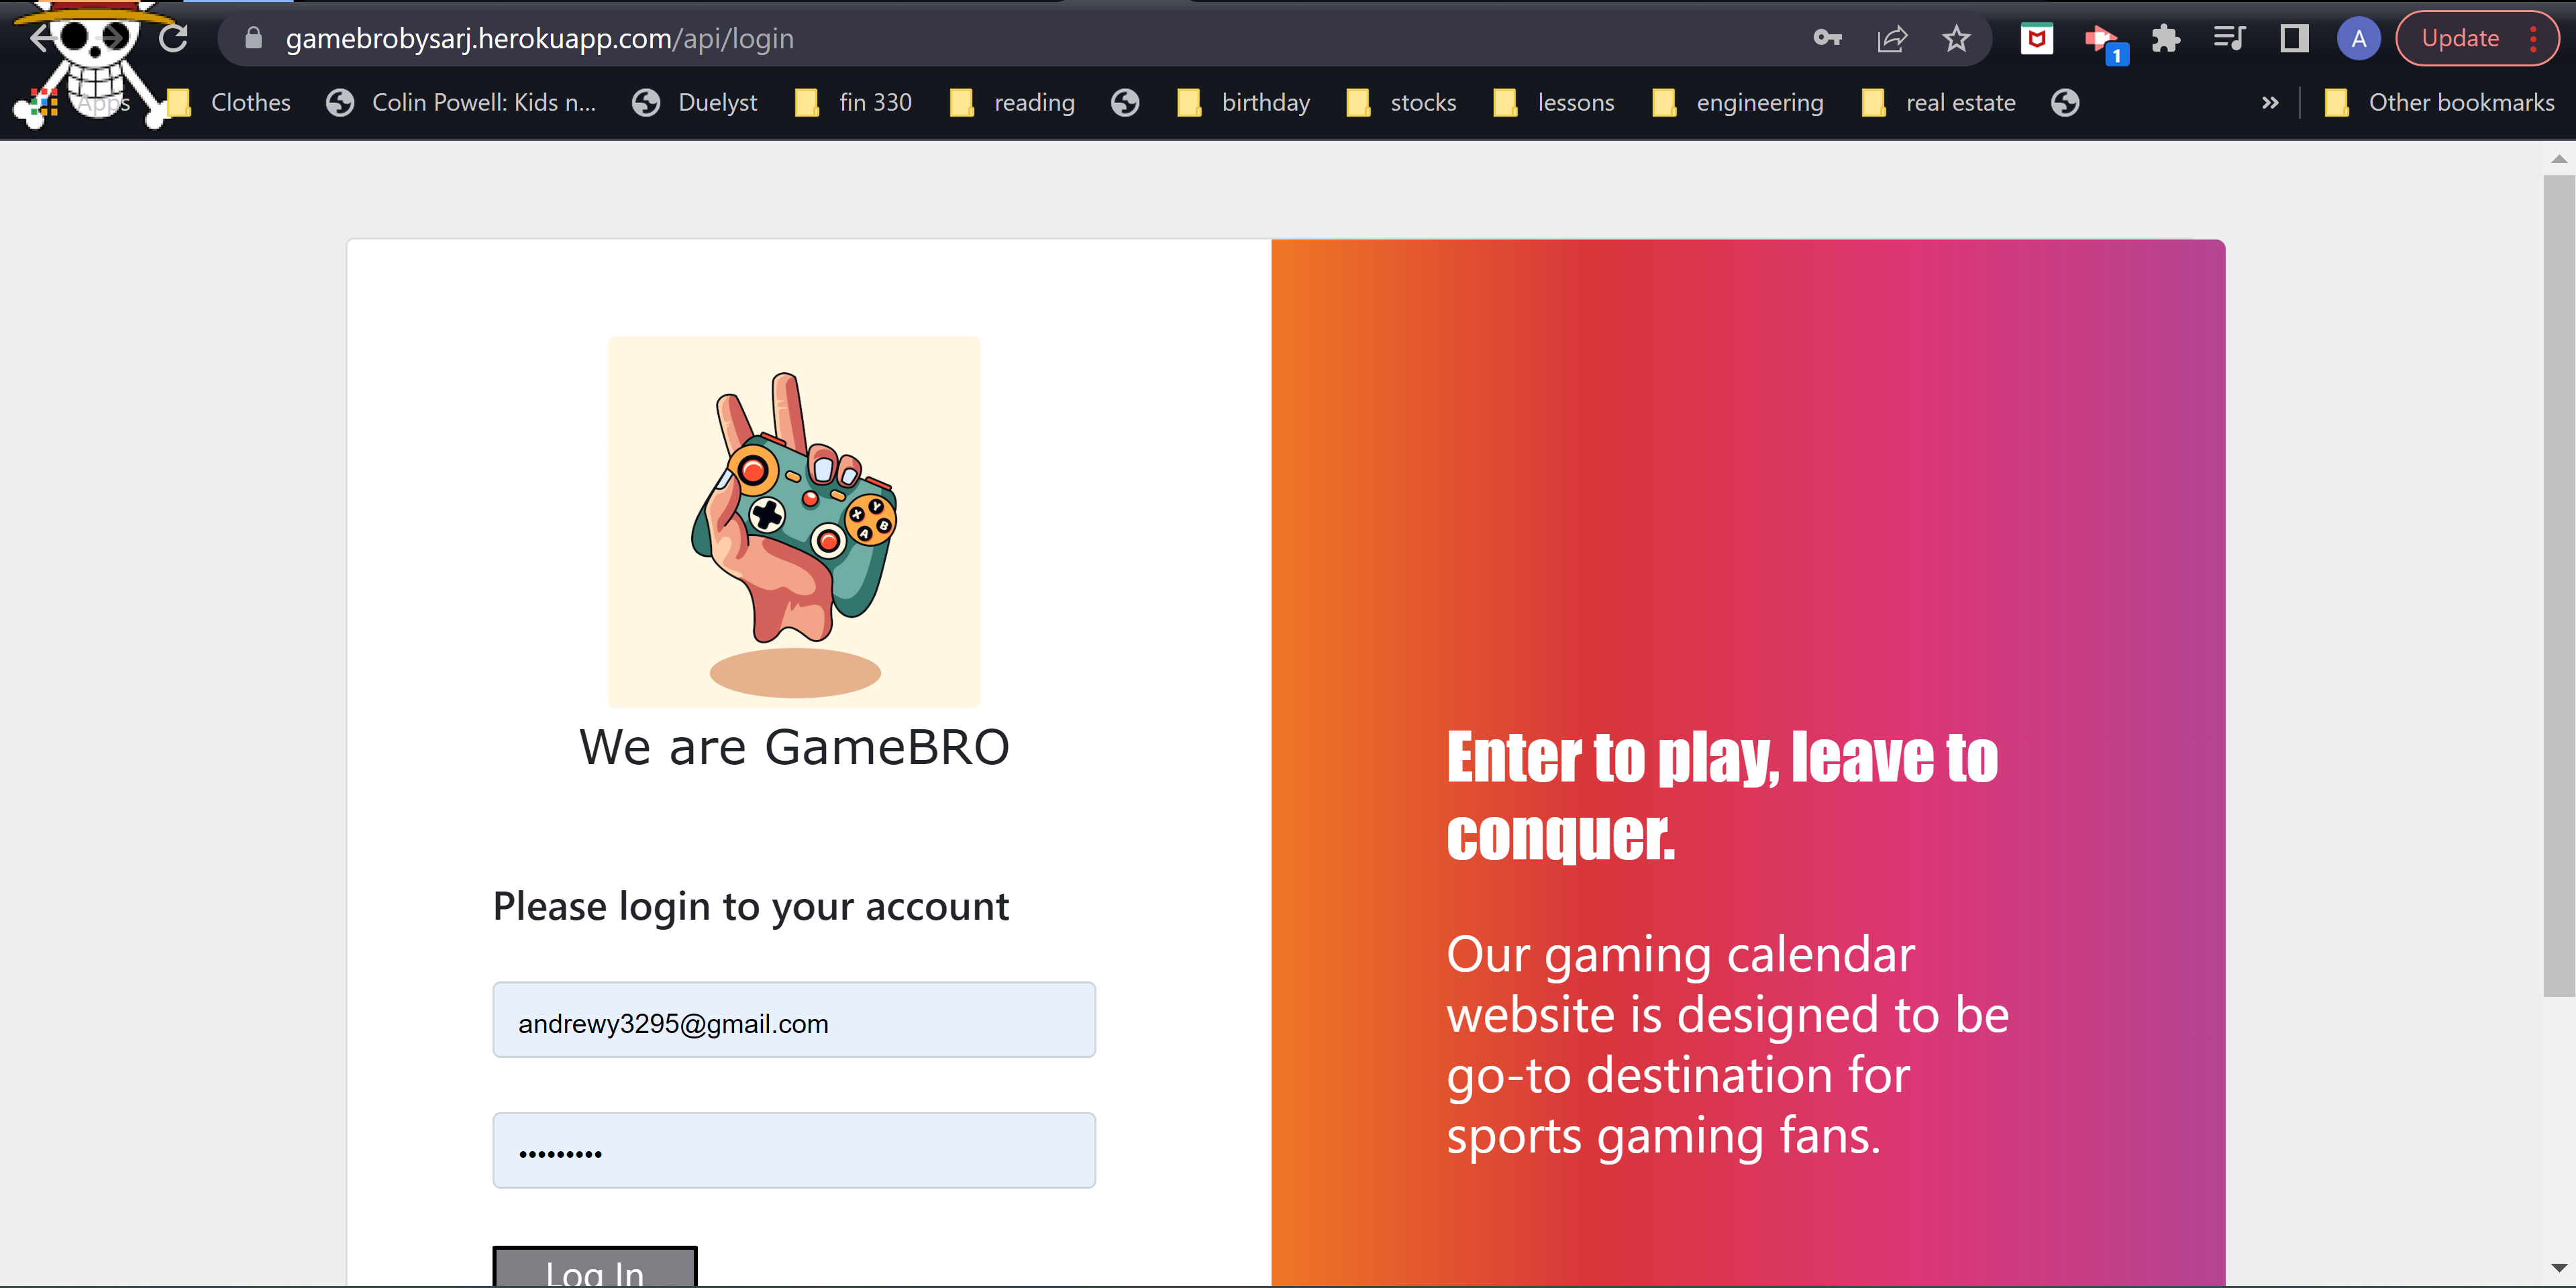 gamebrobysarj.herokuapp.com/api/login
1
A
Update
Apps
Clothes
Colin Powell: Kids n...
Duelyst
fin 330
reading
birthday
stocks
lessons
engineering
real estate
»
Other bookmarks
Y
X
B
A
We are GameBRO
Please login to your account
andrewy3295@gmail.com
•••••••••
Log In
Enter to play, leave to
conquer.
Our gaming calendar
website is designed to be
go-to destination for
sports gaming fans.